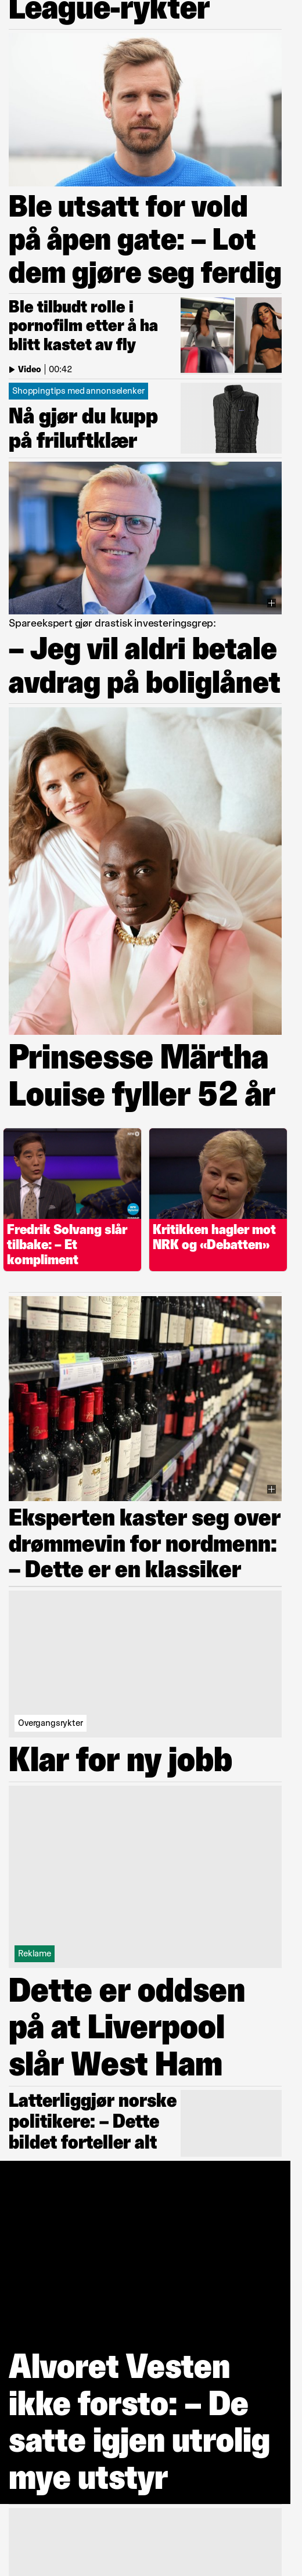 League-rykter
Ble utsatt for vold
på åpen gate: – Lot
dem gjøre seg ferdig
Ble tilbudt rolle i
pornofilm etter å ha
blitt kastet av fly
Video | 00:42
Shoppingtips med annonselenker
Nå gjør du kupp
på friluftklær
Spareekspert gjør drastisk investeringsgrep:
– Jeg vil aldri betale
avdrag på boliglånet
Prinsesse Märtha
Louise fyller 52 år
Fredrik Solvang slår
tilbake: – Et
kompliment
Kritikken hagler mot
NRK og «Debatten»
Eksperten kaster seg over
drømmevin for nordmenn:
– Dette er en klassiker
Overgangsrykter
Klar for ny jobb
Reklame
Dette er oddsen
på at Liverpool
slår West Ham
Latterliggjør norske
politikere: – Dette
bildet forteller alt
Alvoret Vesten
ikke forsto: – De
satte igjen utrolig
mye utstyr